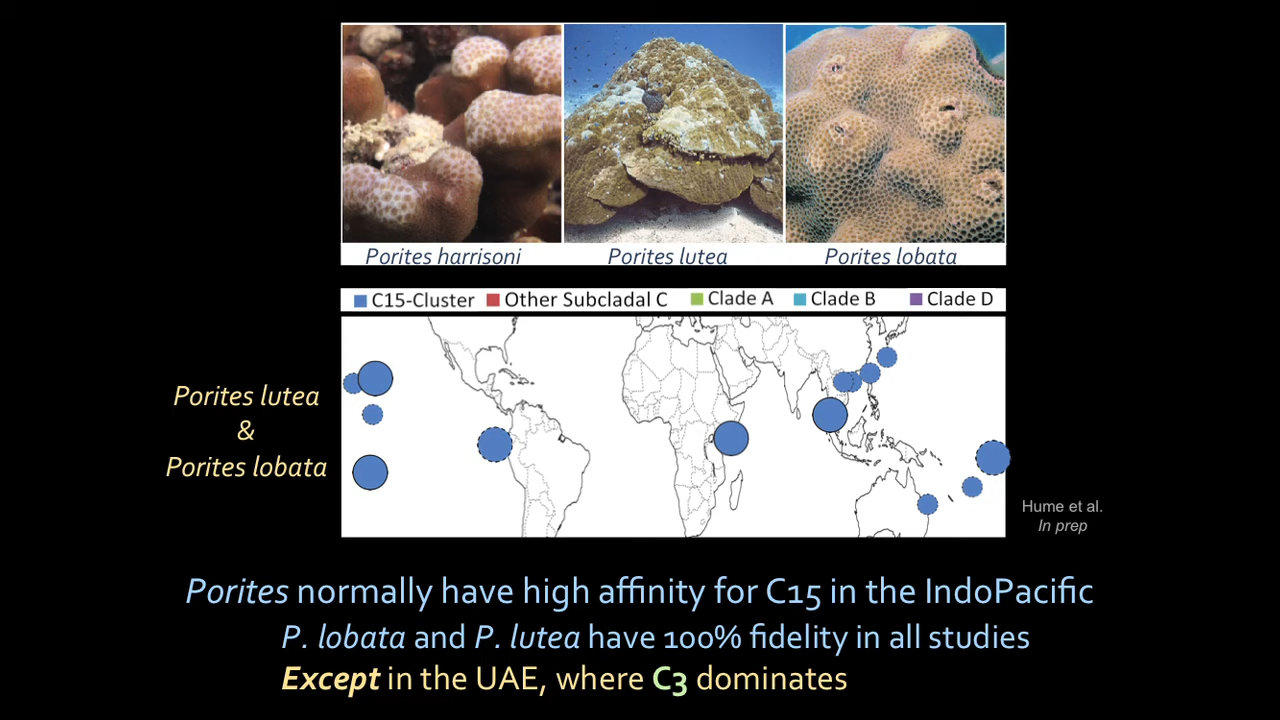 Porites harrisoni
Porites lutea
Porites lobata
C15-Cluster
Other Subcladal C
Clade A
Clade B
Clade D
Porites lutea
&
Porites lobata
Hume et al.
In prep
Porites normally have high affinity for C15 in the IndoPacific
P. lobata and P. lutea have 100% fidelity in all studies
Except in the UAE, where C3 dominates